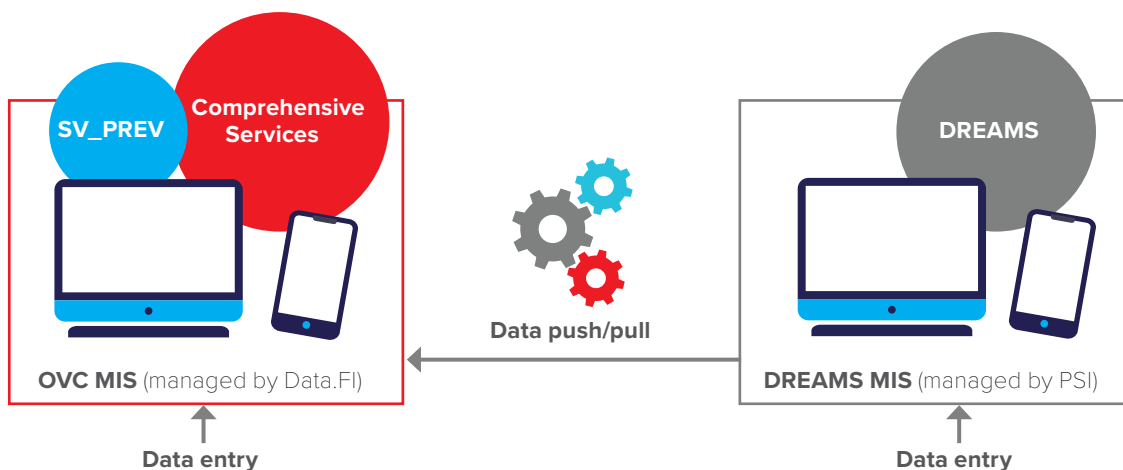 SV_PREV
Comprehensive
Services
DREAMS
Data push/pull
OVC MIS (managed by Data.FI)
DREAMS MIS (managed by PSI)
Data entry
Data entry